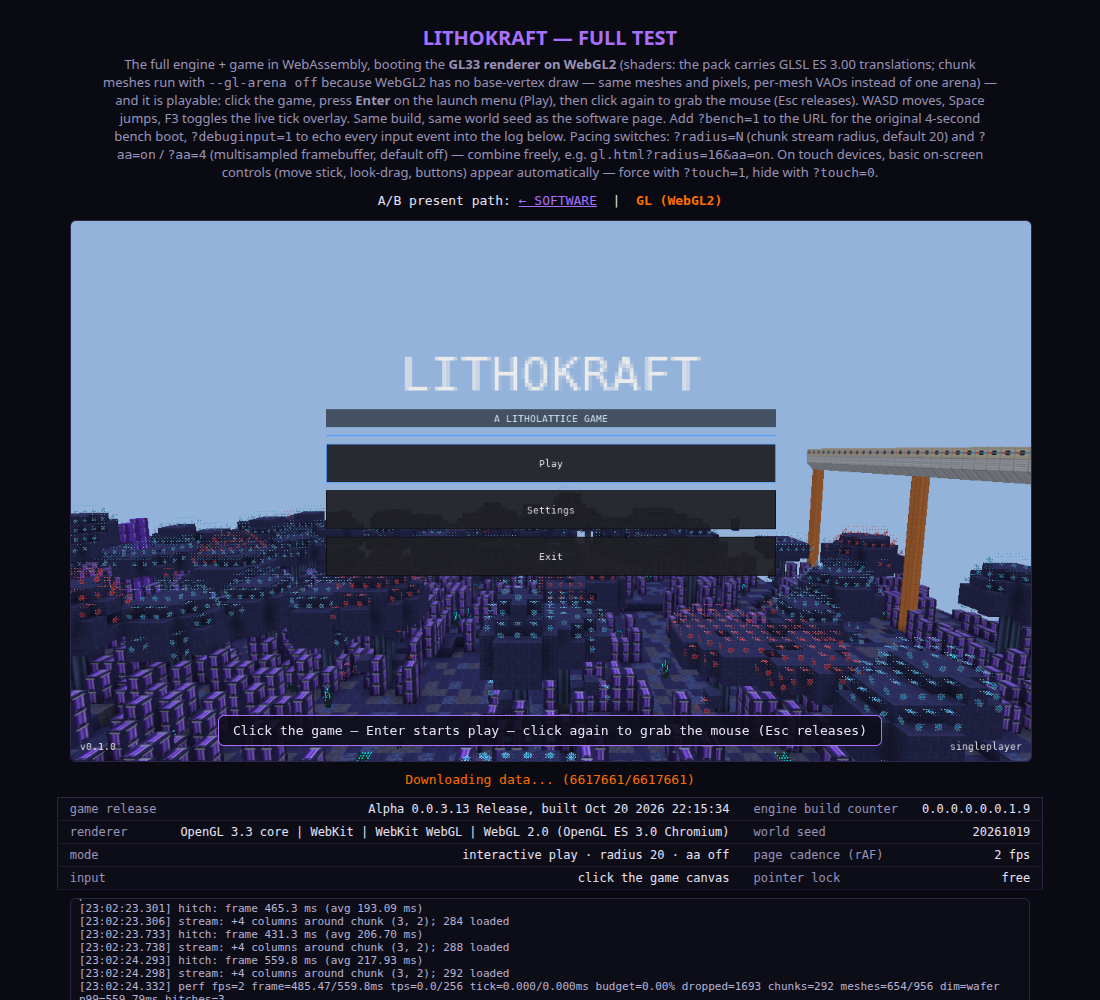 LITHOKRAFT — FULL TEST
The full engine + game in WebAssembly, booting the GL33 renderer on WebGL2 (shaders: the pack carries GLSL ES 3.00 translations; chunk
meshes run with --gl-arena off because WebGL2 has no base-vertex draw — same meshes and pixels, per-mesh VAOs instead of one arena) —
and it is playable: click the game, press Enter on the launch menu (Play), then click again to grab the mouse (Esc releases). WASD moves, Space
jumps, F3 toggles the live tick overlay. Same build, same world seed as the software page. Add ?bench=1 to the URL for the original 4-second
bench boot, ?debuginput=1 to echo every input event into the log below. Pacing switches: ?radius=N (chunk stream radius, default 20) and ?
aa=on / ?aa=4 (multisampled framebuffer, default off) — combine freely, e.g. gl.html?radius=16&aa=on. On touch devices, basic on-screen
controls (move stick, look-drag, buttons) appear automatically — force with ?touch=1, hide with ?touch=0.
A/B present path: ← SOFTWARE | GL (WebGL2)
LITHOKRAFT
A LITHOLATTICE GAME
Play
Settings
Exit
Click the game — Enter starts play — click again to grab the mouse (Esc releases)
v0.1.0
singleplayer
Downloading data... (6617661/6617661)
game release Alpha 0.0.3.13 Release, built Oct 20 2026 22:15:34 engine build counter 0.0.0.0.0.0.1.9
renderer OpenGL 3.3 core | WebKit | WebKit WebGL | WebGL 2.0 (OpenGL ES 3.0 Chromium) world seed 20261019
mode interactive play · radius 20 · aa off page cadence (rAF) 2 fps
input click the game canvas pointer lock free
[23:02:23.301] hitch: frame 465.3 ms (avg 193.09 ms)
[23:02:23.306] stream: +4 columns around chunk (3, 2); 284 loaded
[23:02:23.733] hitch: frame 431.3 ms (avg 206.70 ms)
[23:02:23.738] stream: +4 columns around chunk (3, 2); 288 loaded
[23:02:24.293] hitch: frame 559.8 ms (avg 217.93 ms)
[23:02:24.298] stream: +4 columns around chunk (3, 2); 292 loaded
[23:02:24.332] perf fps=2 frame=485.47/559.8ms tps=0.0/256 tick=0.000/0.000ms budget=0.00% dropped=1693 chunks=292 meshes=654/956 dim=wafer
p99=559.79ms hitches=3